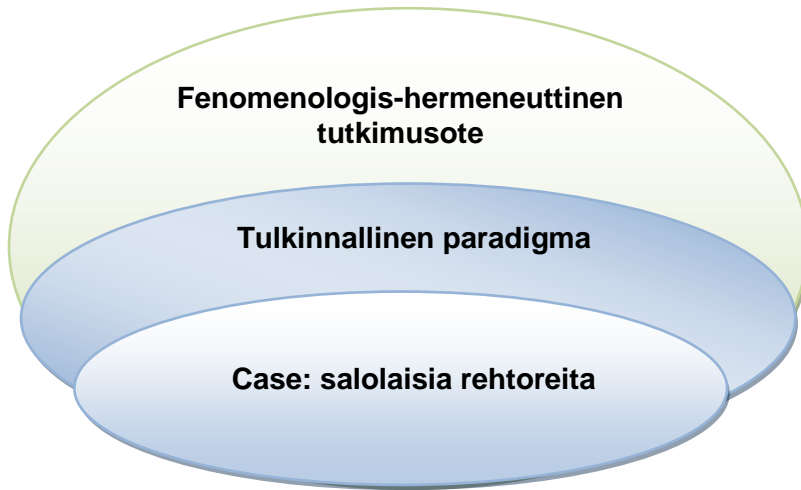 Fenomenologis-hermeneuttinen
tutkimusote
Tulkinnallinen paradigma
Case: salolaisia rehtoreita